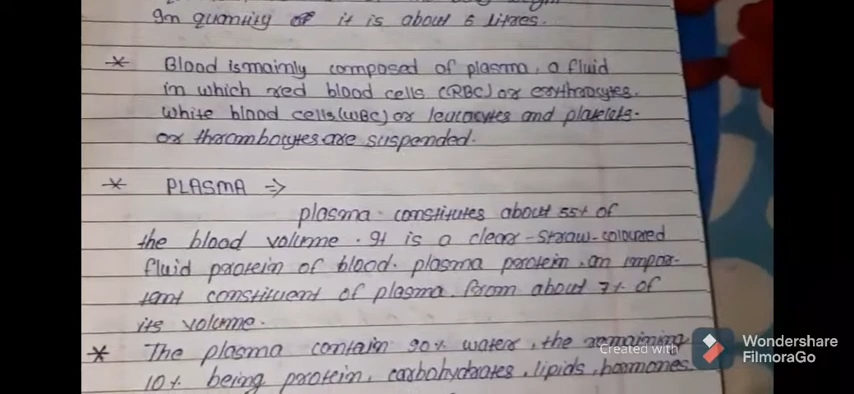 In quantity of it is about 5 litres.
* Blood is mainly composed of plasma, a fluid
in which red blood cells (RBC) or erthrocytes.
White blood cells (WBC) or leucocytes and platelets.
or thrombocytes are suspended.
* PLASMA ⇒
plasma constitutes about 55% of
the blood volume. It is a clear-straw-coloured
fluid protein of blood. plasma protein. an impor-
tant constituent of plasma. from about 7% of
its volume.
* The plasma contain 90% water, the remaining
10% being protein, carbohydrates, lipids, hormones.
Created with
Wondershare
FilmoraGo